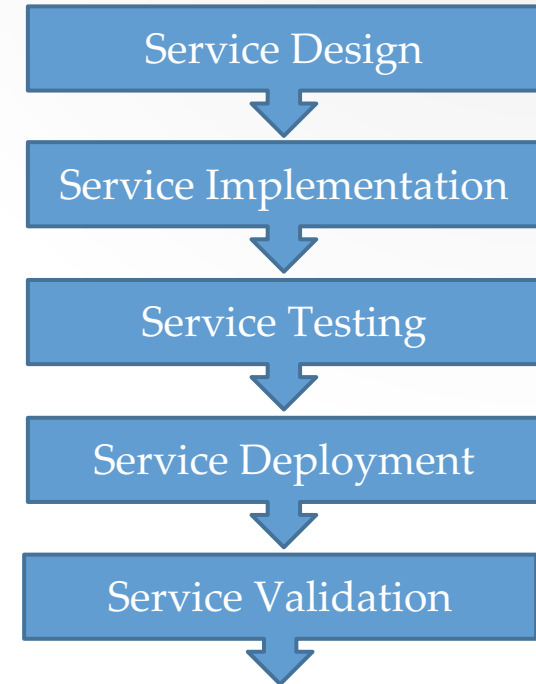 Service Design
Service Implementation
Service Testing
Service Deployment
Service Validation